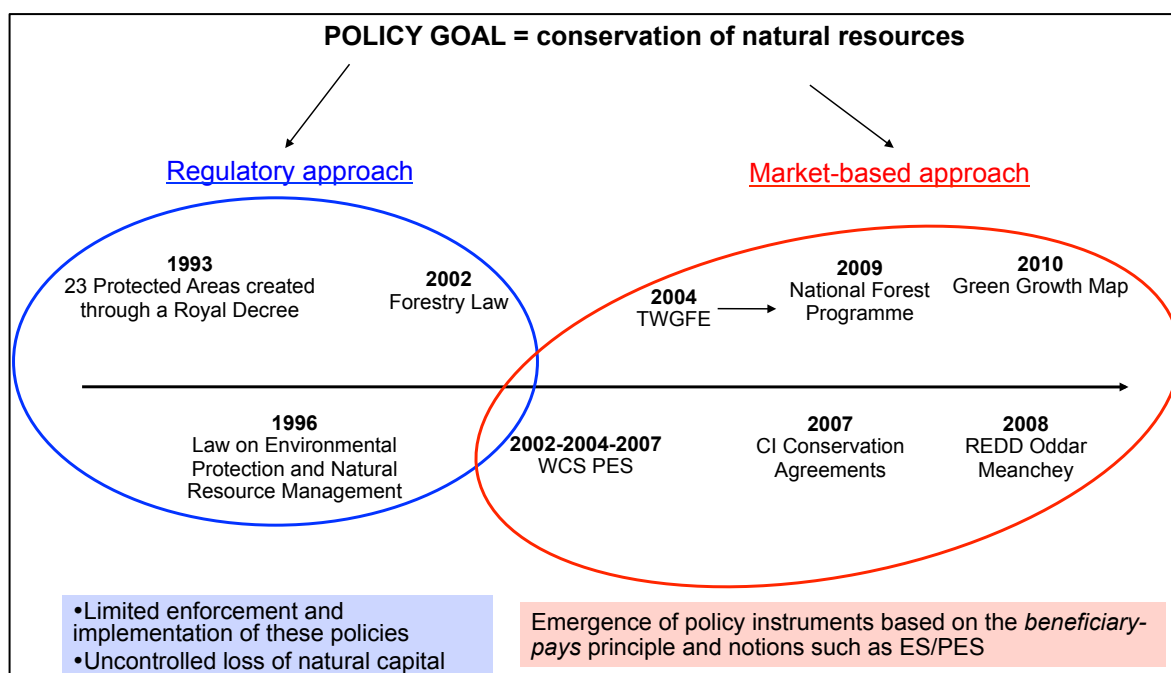 POLICY GOAL = conservation of natural resources
Regulatory approach
Market-based approach
1993
23 Protected Areas created
through a Royal Decree
2002
Forestry Law
2004
TWGFE
2009
National Forest
Programme
2010
Green Growth Map
1996
Law on Environmental
Protection and Natural
Resource Management
2002-2004-2007
WCS PES
2007
CI Conservation
Agreements
2008
REDD Oddar
Meanchey
•Limited enforcement and
implementation of these policies
•Uncontrolled loss of natural capital
Emergence of policy instruments based on the beneficiary-
pays principle and notions such as ES/PES